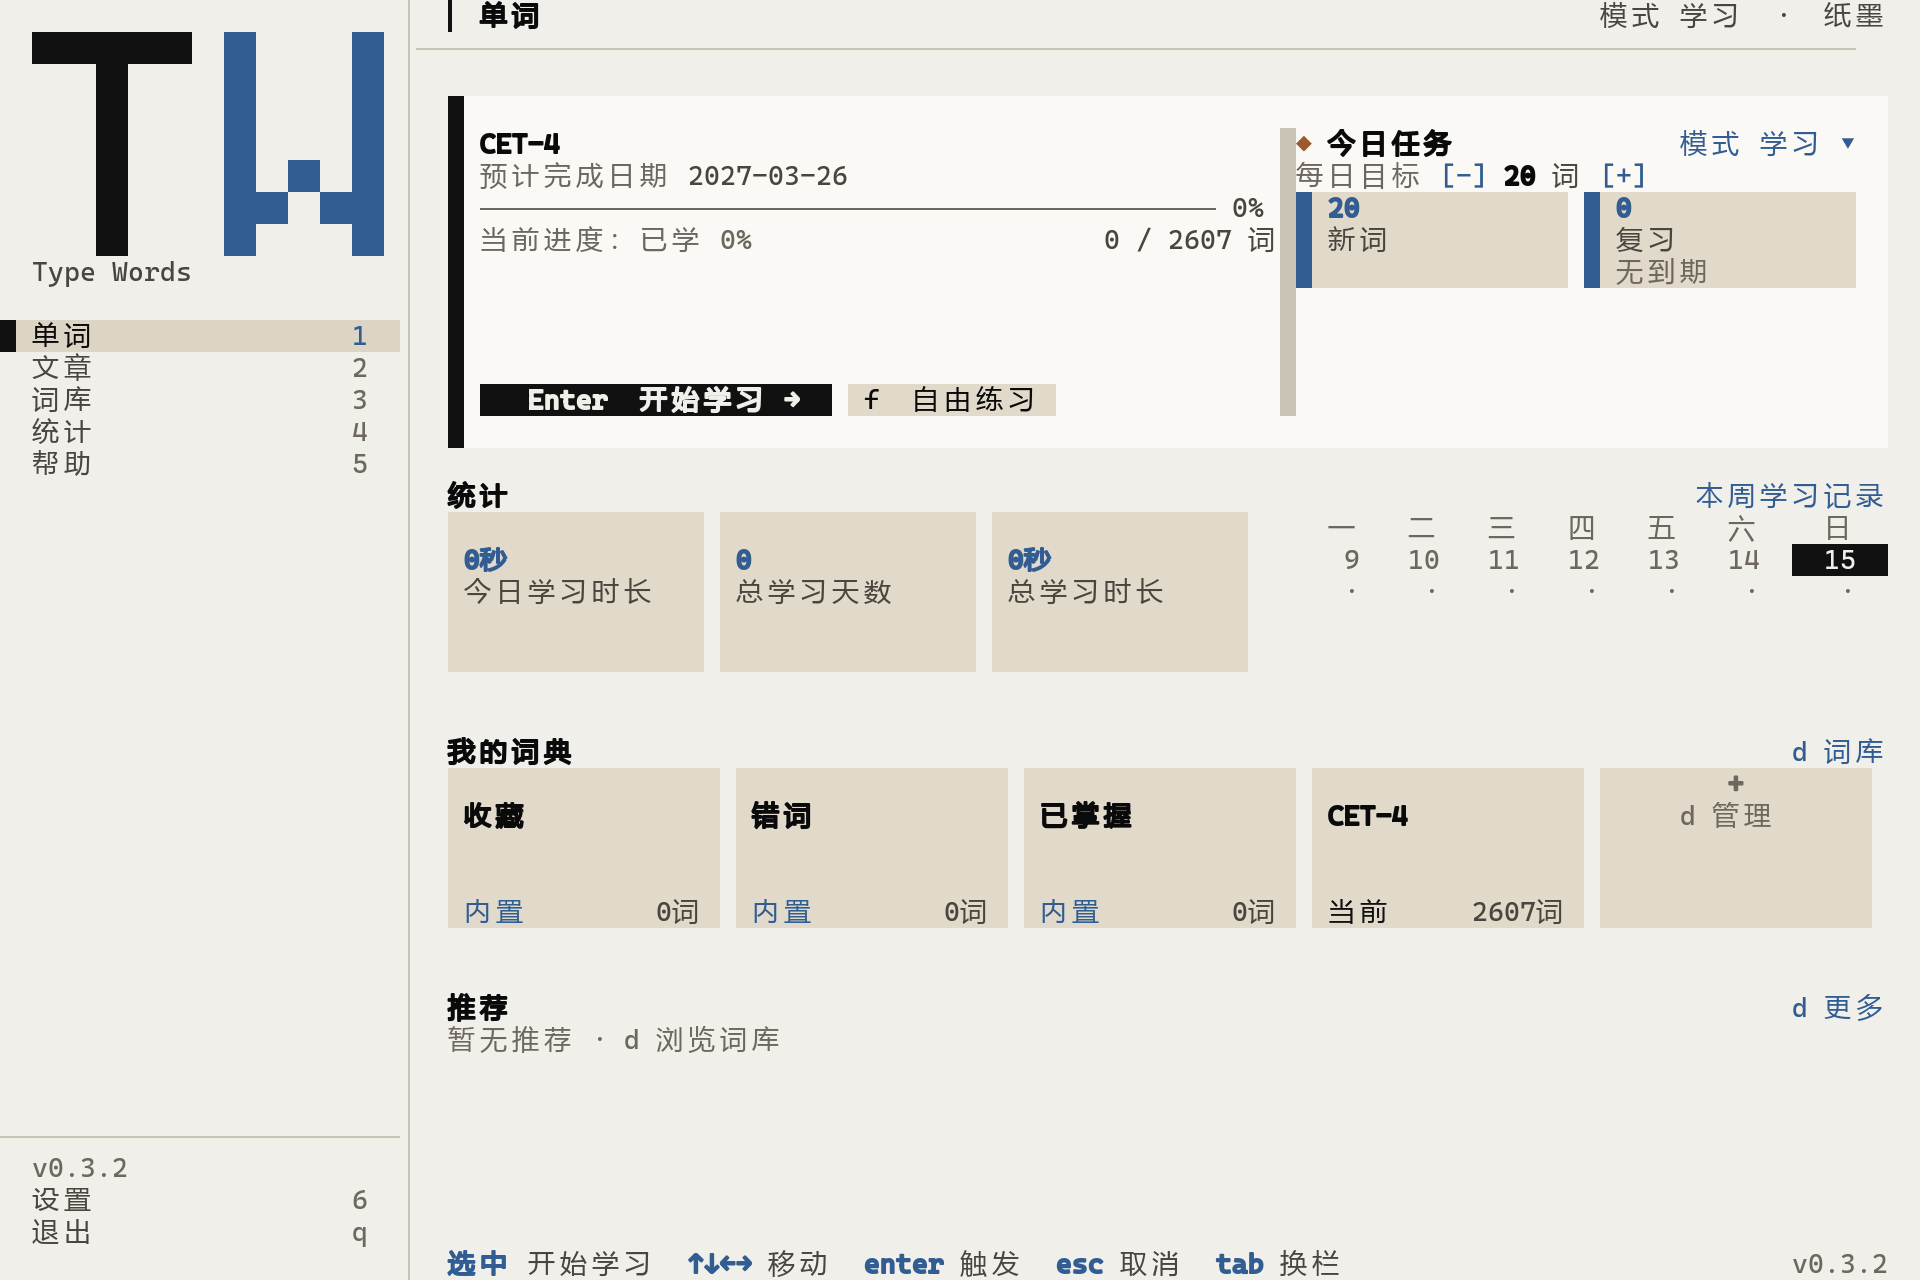 TW
Type Words
单词 1
文章 2
词库 3
统计 4
帮助 5
v0.3.2
设置 6
退出 q
单词 模式 学习 · 纸墨
CET-4
预计完成日期 2027-03-26
0%
当前进度: 已学 0% 0 / 2607 词
Enter 开始学习 → f 自由练习
◆ 今日任务 模式 学习 ▼
每日目标 [-] 20 词 [+]
20
新词
0
复习
无到期
统计
0秒
今日学习时长
0
总学习天数
0秒
总学习时长
本周学习记录
一 二 三 四 五 六 日
9 10 11 12 13 14 15
· · · · · · ·
我的词典 d 词库
收藏
内置 0词
错词
内置 0词
已掌握
内置 0词
CET-4
当前 2607词
+
d 管理
推荐 d 更多
暂无推荐 · d 浏览词库
选中 开始学习 ↑↓←→ 移动 enter 触发 esc 取消 tab 换栏 v0.3.2